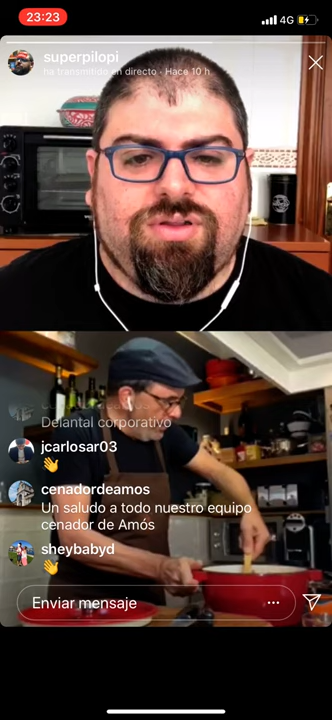 23:23
4G
superpilopi
ha transmitido en directo · Hace 10 h
Delantal corporativo
jcarlosar03
👋
cenadordeamos
Un saludo a todo nuestro equipo
cenador de Amós
sheybabyd
👋
Enviar mensaje